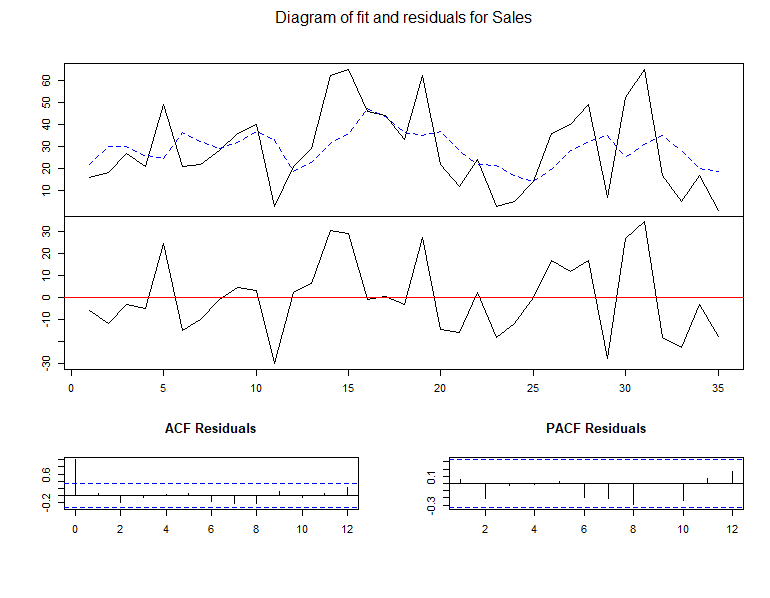 Diagram of fit and residuals for Sales
10 20 30 40 50 60
-30 -10 0 10 20 30
0 5 10 15 20 25 30 35
ACF Residuals PACF Residuals
-0.2 0.6
-0.3 0.1
0 2 4 6 8 10 12
2 4 6 8 10 12